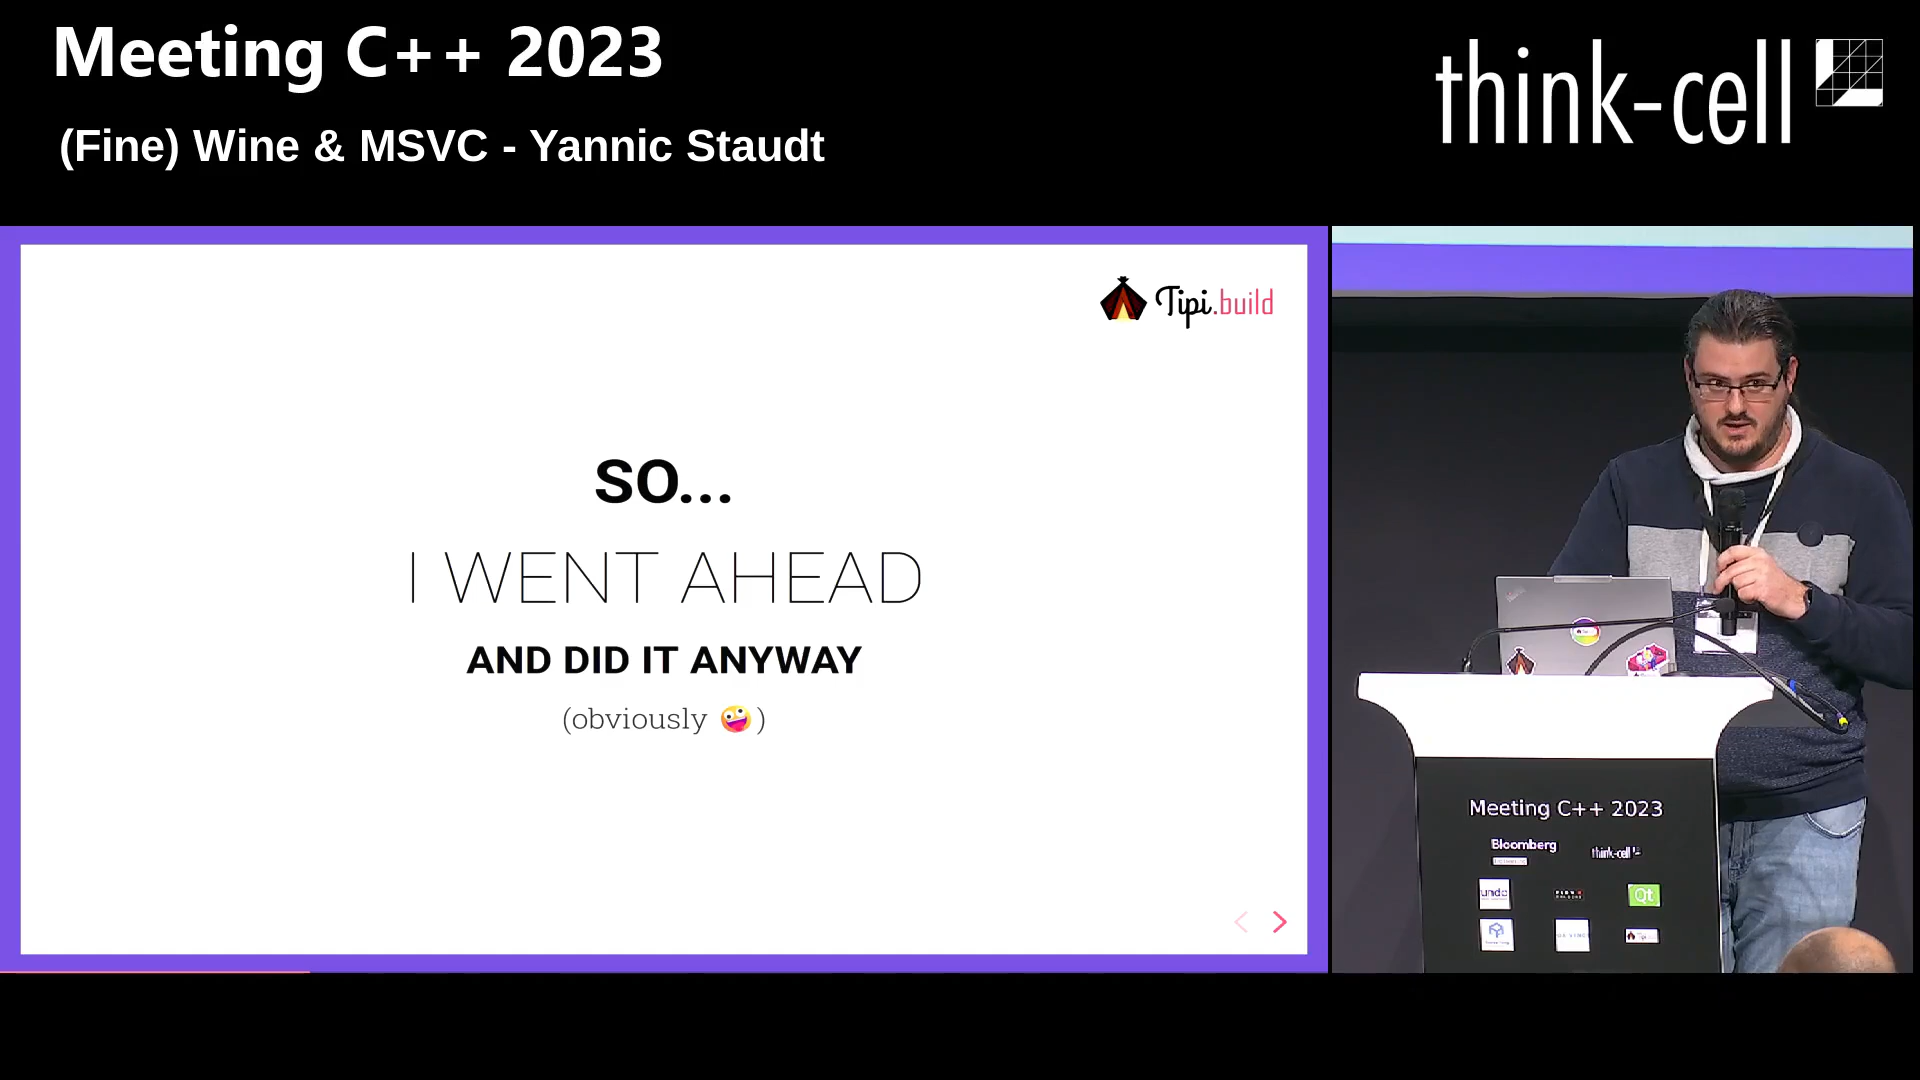 Meeting C++ 2023
(Fine) Wine & MSVC - Yannic Staudt
think-cell
Tipi.build
SO...
I WENT AHEAD
AND DID IT ANYWAY
(obviously 🤪)
Meeting C++ 2023
Bloomberg
think-cell
undo
Qt